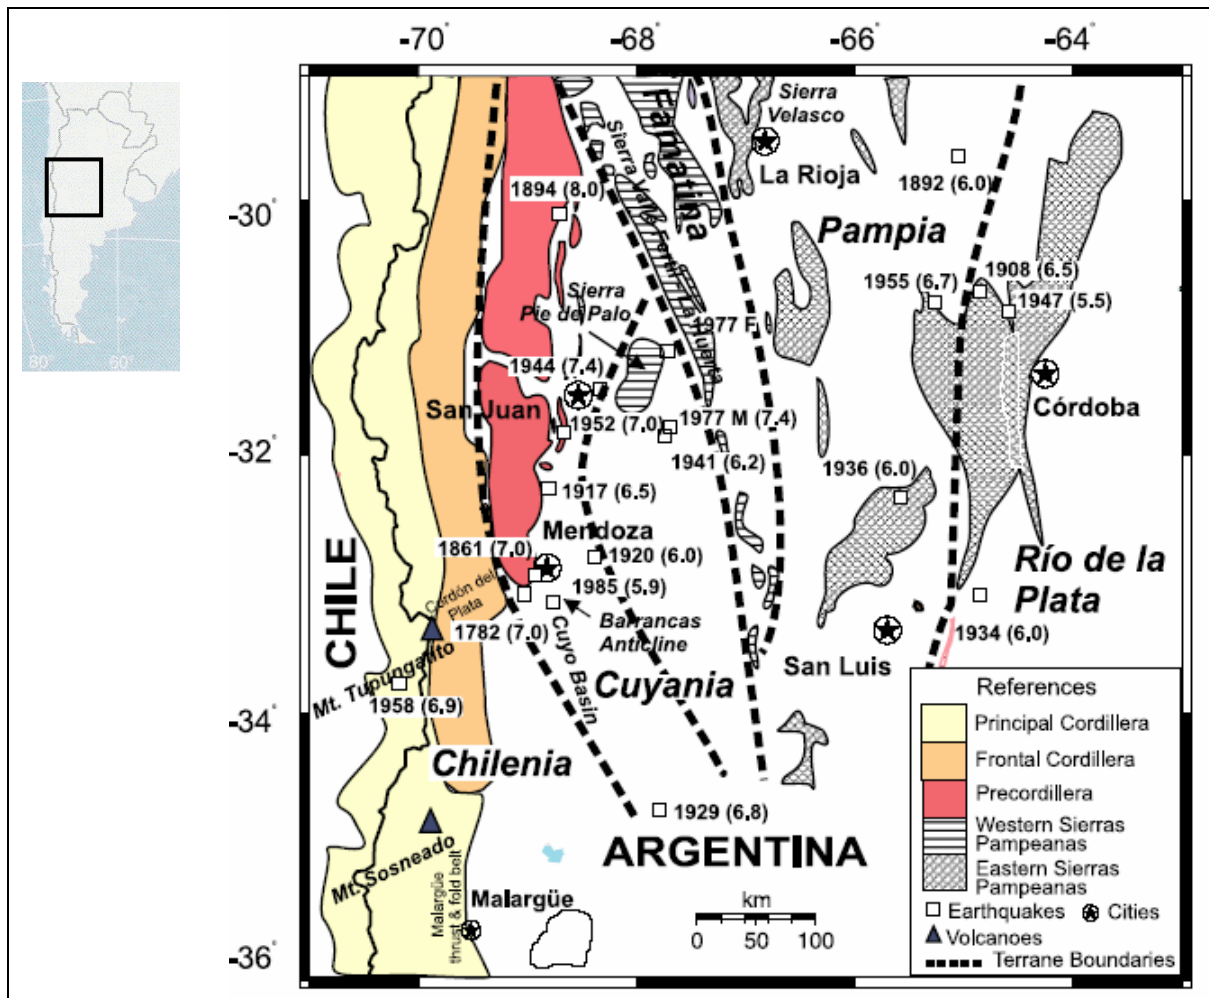 -70°
-68°
-66°
-64°
Sierra
Velasco
Famatina
Sierra Valle Fértil - La Huerta
La Rioja
1892 (6.0)
1894 (8.0)
-30
Pampia
1955 (6.7)
1908 (6.5)
1947 (5.5)
Sierra
Pie de Palo
1977 F
1944 (7.4)
San Juan
Córdoba
1952 (7.0)
1977 M (7.4)
-32
1941 (6.2)
1936 (6.0)
1917 (6.5)
Mendoza
1861 (7.0)
1920 (6.0)
1985 (5.9)
CHILE
Cordón del
Plata
Río de la
Plata
Barrancas
Anticline
1782 (7.0)
1934 (6.0)
Cuyo Basin
San Luis
Mt. Tupungatito
Cuyania
1958 (6.9)
-34
Chilenia
1929 (6.8)
ARGENTINA
Mt. Sosneado
Malargüe
thrust & fold belt
Malargüe
km
0 50 100
-36
80°
60°
References
Principal Cordillera
Frontal Cordillera
Precordillera
Western Sierras
Pampeanas
Eastern Sierras
Pampeanas
Earthquakes
Cities
Volcanoes
Terrane Boundaries